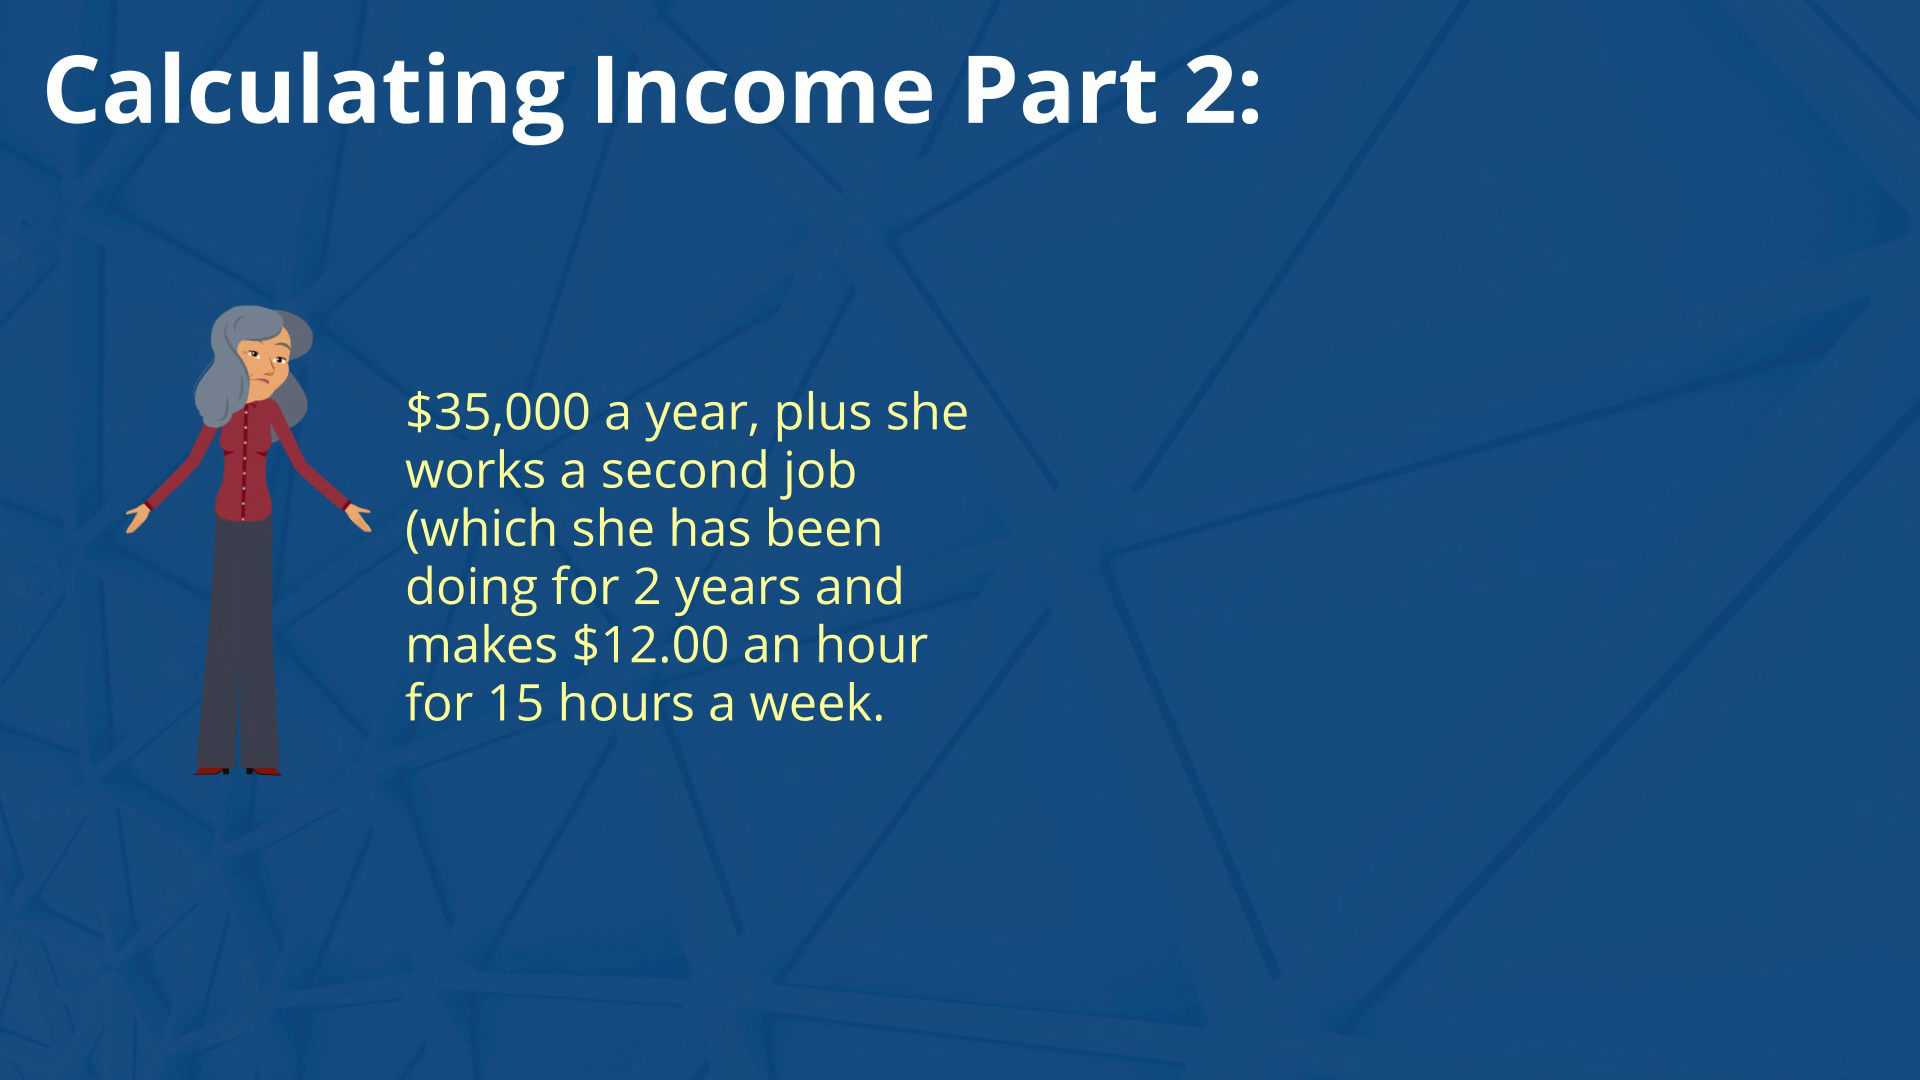 Calculating Income Part 2:
$35,000 a year, plus she
works a second job
(which she has been
doing for 2 years and
makes $12.00 an hour
for 15 hours a week.